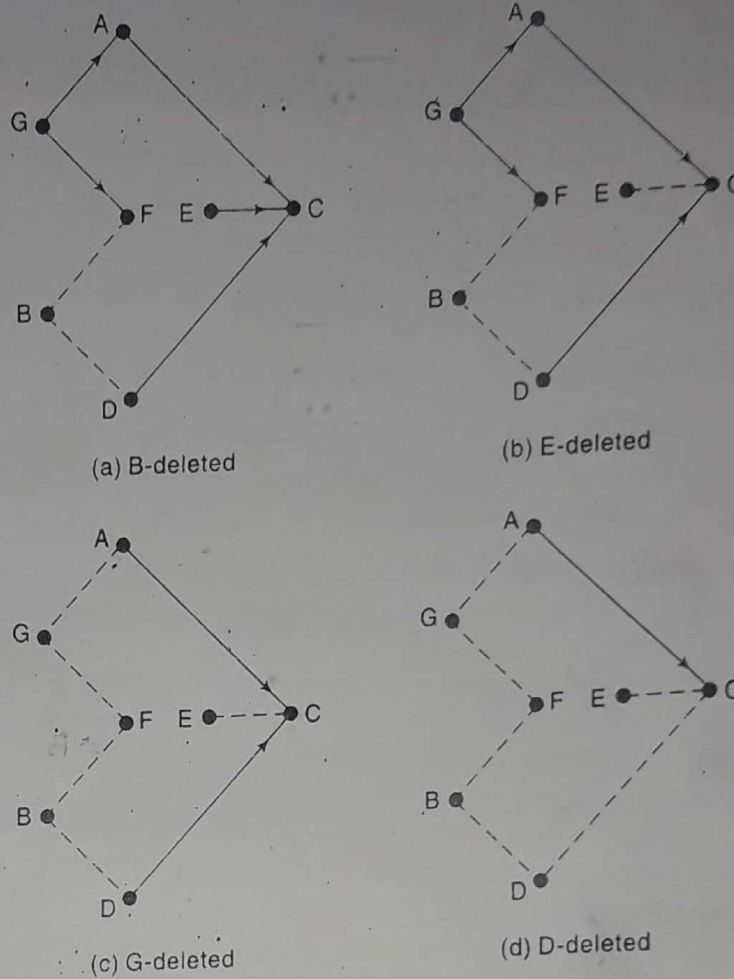 A
G
F E C
B
D
(a) B-deleted
A
G
F E C
B
D
(b) E-deleted
A
G
F E C
B
D
(c) G-deleted
A
G
F E C
B
D
(d) D-deleted